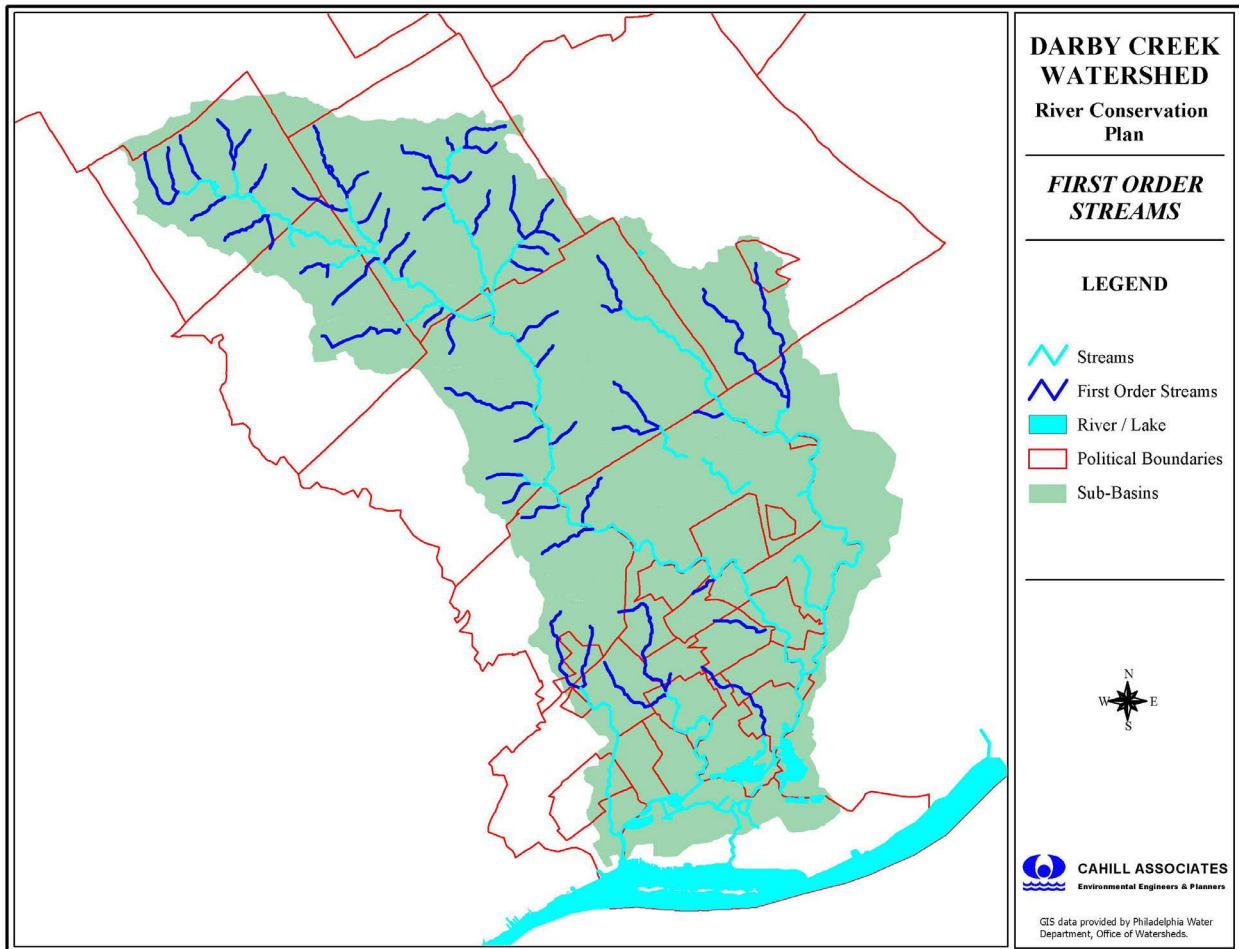 DARBY CREEK
WATERSHED
River Conservation
Plan
FIRST ORDER
STREAMS
LEGEND
Streams
First Order Streams
River / Lake
Political Boundaries
Sub-Basins
N
W E
S
CAHILL ASSOCIATES
Environmental Engineers & Planners
GIS data provided by Philadelphia Water
Department, Office of Watersheds.